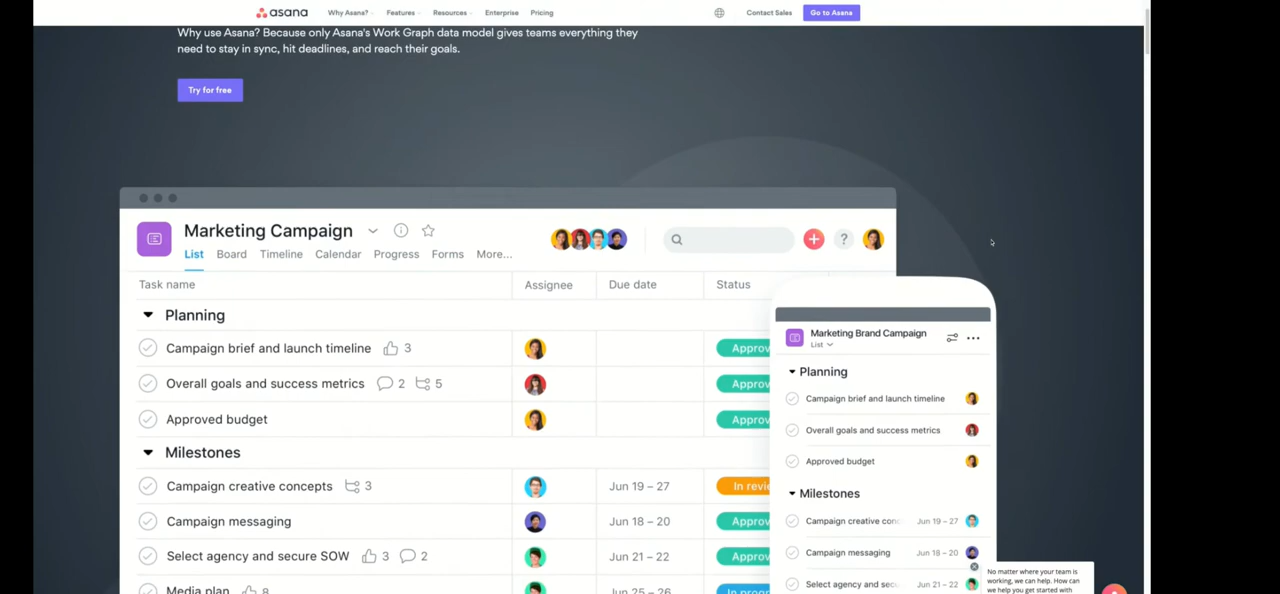 asana Why Asana? Features Resources Enterprise Pricing Contact Sales Go to Asana
Why use Asana? Because only Asana's Work Graph data model gives teams everything they
need to stay in sync, hit deadlines, and reach their goals.
Try for free
Marketing Campaign
List Board Timeline Calendar Progress Forms More...
Task name Assignee Due date Status
Planning
Campaign brief and launch timeline 3 Approv
Overall goals and success metrics 2 5 Approv
Approved budget Approv
Milestones
Campaign creative concepts 3 Jun 19 – 27 In revie
Campaign messaging Jun 18 – 20 Approv
Select agency and secure SOW 3 2 Jun 21 – 22 Approv
Media plan 8 Jun 25 – 26 In prog
Marketing Brand Campaign
List
Planning
Campaign brief and launch timeline
Overall goals and success metrics
Approved budget
Milestones
Campaign creative conc Jun 19 – 27
Campaign messaging Jun 18 – 20
Select agency and sec Jun 21 – 22
No matter where your team is
working, we can help. How can
we help you get started with